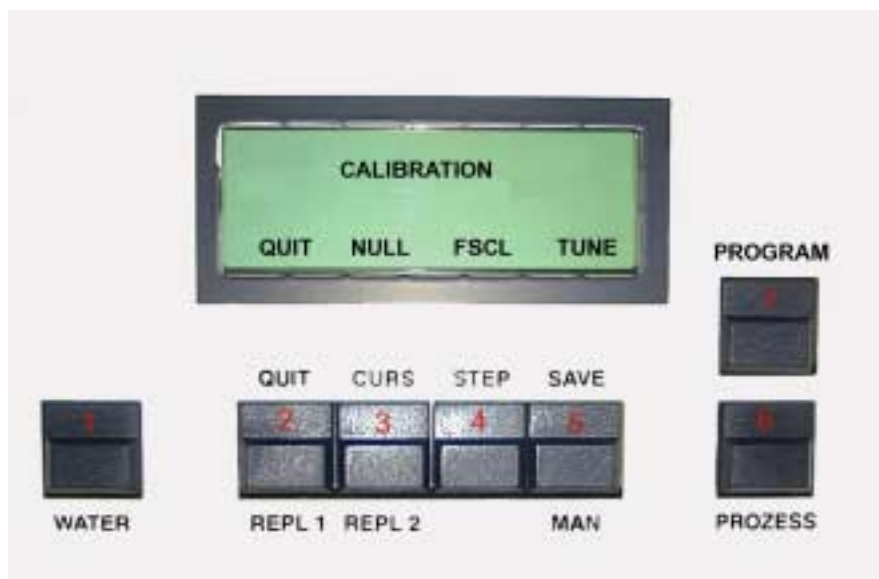 CALIBRATION
QUIT NULL FSCL TUNE
PROGRAM
QUIT CURS STEP SAVE
1 2 3 4 5 6
WATER REPL 1 REPL 2 MAN PROZESS